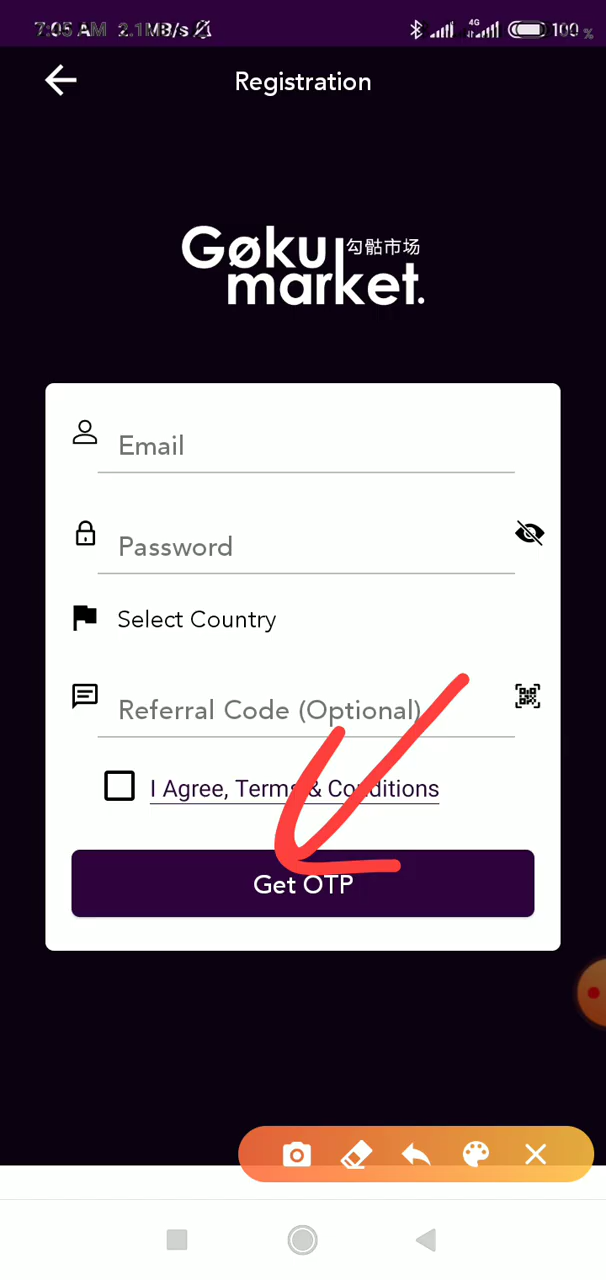 7:05 AM 2.1MB/s 4G 100 %
Registration
Gøku 勾骷市场
market.
Email
Password
Select Country
Referral Code (Optional)
I Agree, Terms & Conditions
Get OTP